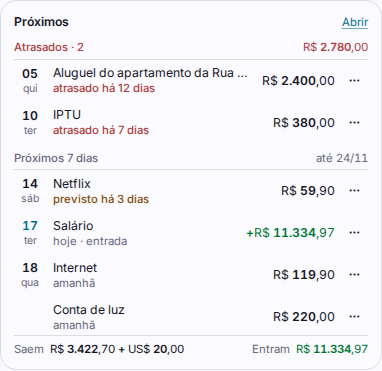 Próximos Abrir
Atrasados · 2 R$ 2.780,00
05 Aluguel do apartamento da Rua ... R$ 2.400,00 ···
qui atrasado há 12 dias
10 IPTU R$ 380,00 ···
ter atrasado há 7 dias
Próximos 7 dias até 24/11
14 Netflix R$ 59,90 ···
sáb previsto há 3 dias
17 Salário +R$ 11.334,97 ···
ter hoje · entrada
18 Internet R$ 119,90 ···
qua amanhã
Conta de luz R$ 220,00 ···
amanhã
Saem R$ 3.422,70 + US$ 20,00 Entram R$ 11.334,97